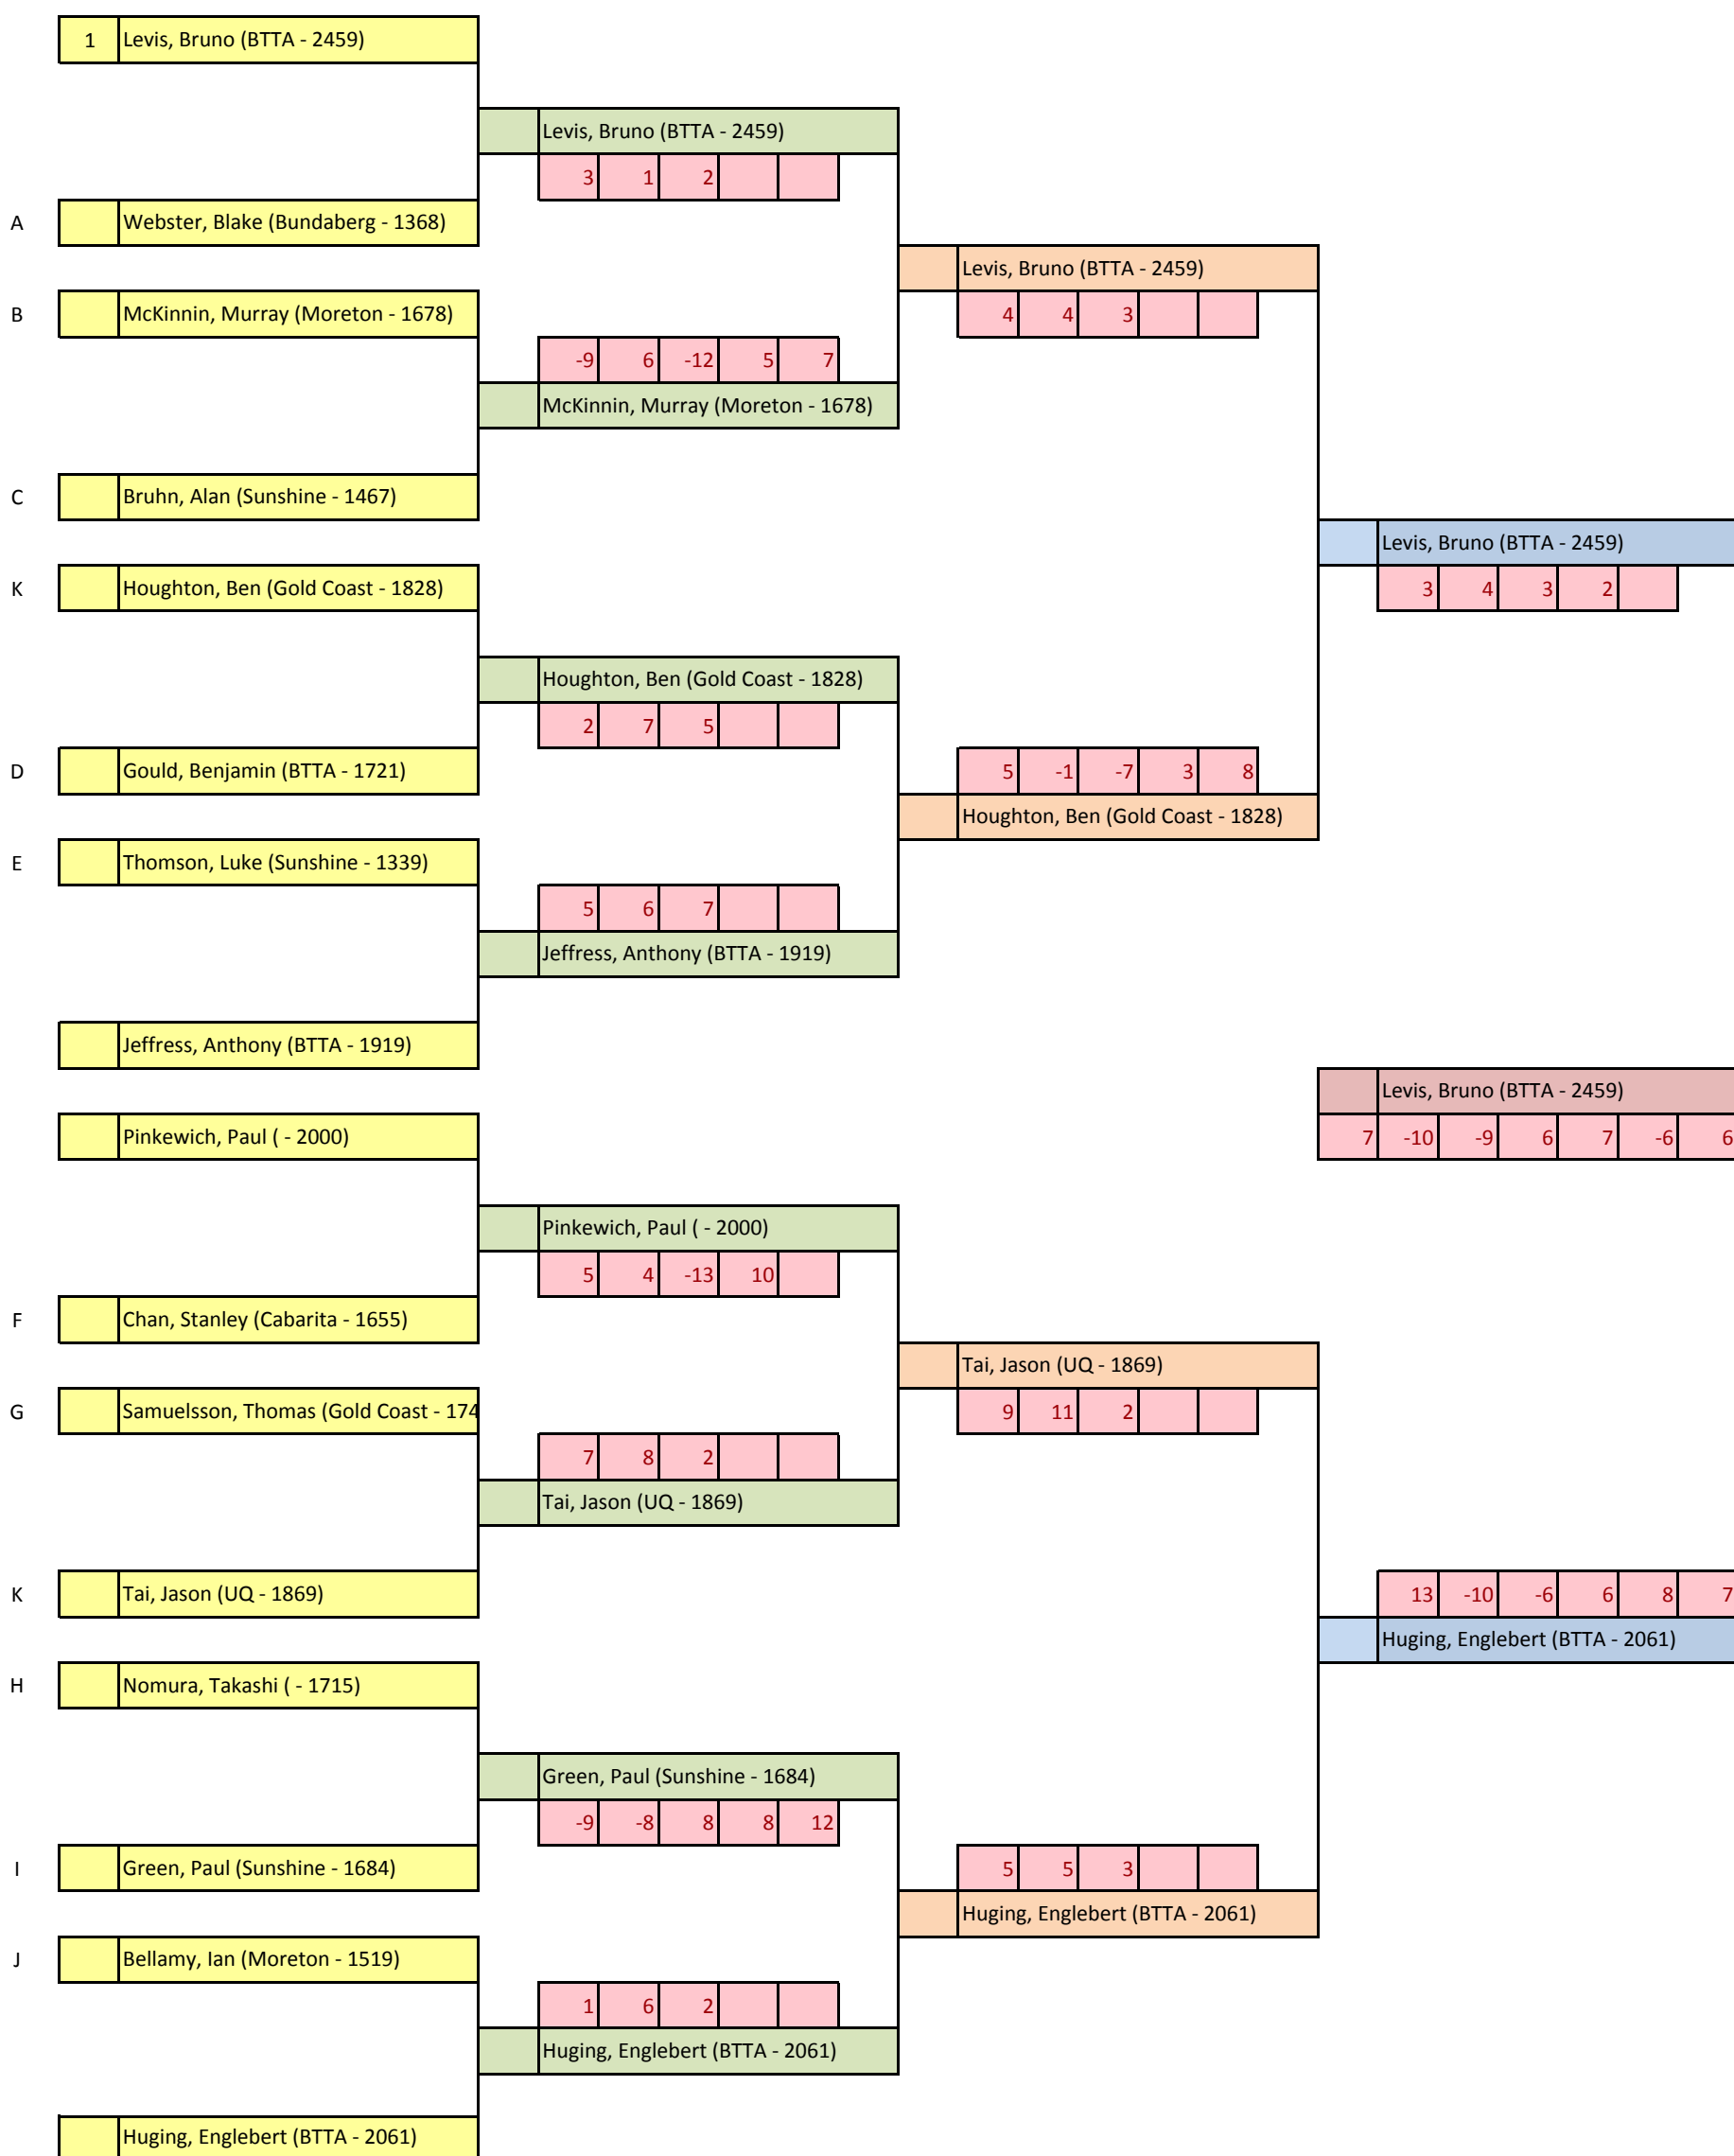 1 Levis, Bruno (BTTA - 2459)
Levis, Bruno (BTTA - 2459)
3 1 2
A Webster, Blake (Bundaberg - 1368)
Levis, Bruno (BTTA - 2459)
B McKinnin, Murray (Moreton - 1678)
4 4 3
-9 6 -12 5 7
McKinnin, Murray (Moreton - 1678)
C Bruhn, Alan (Sunshine - 1467)
Levis, Bruno (BTTA - 2459)
K Houghton, Ben (Gold Coast - 1828)
3 4 3 2
Houghton, Ben (Gold Coast - 1828)
2 7 5
D Gould, Benjamin (BTTA - 1721)
5 -1 -7 3 8
Houghton, Ben (Gold Coast - 1828)
E Thomson, Luke (Sunshine - 1339)
5 6 7
Jeffress, Anthony (BTTA - 1919)
Jeffress, Anthony (BTTA - 1919)
Levis, Bruno (BTTA - 2459)
Pinkewich, Paul ( - 2000)
7 -10 -9 6 7 -6 6
Pinkewich, Paul ( - 2000)
5 4 -13 10
F Chan, Stanley (Cabarita - 1655)
Tai, Jason (UQ - 1869)
G Samuelsson, Thomas (Gold Coast - 174
9 11 2
7 8 2
Tai, Jason (UQ - 1869)
K Tai, Jason (UQ - 1869)
13 -10 -6 6 8 7
Huging, Englebert (BTTA - 2061)
H Nomura, Takashi ( - 1715)
Green, Paul (Sunshine - 1684)
-9 -8 8 8 12
I Green, Paul (Sunshine - 1684)
5 5 3
Huging, Englebert (BTTA - 2061)
J Bellamy, Ian (Moreton - 1519)
1 6 2
Huging, Englebert (BTTA - 2061)
Huging, Englebert (BTTA - 2061)